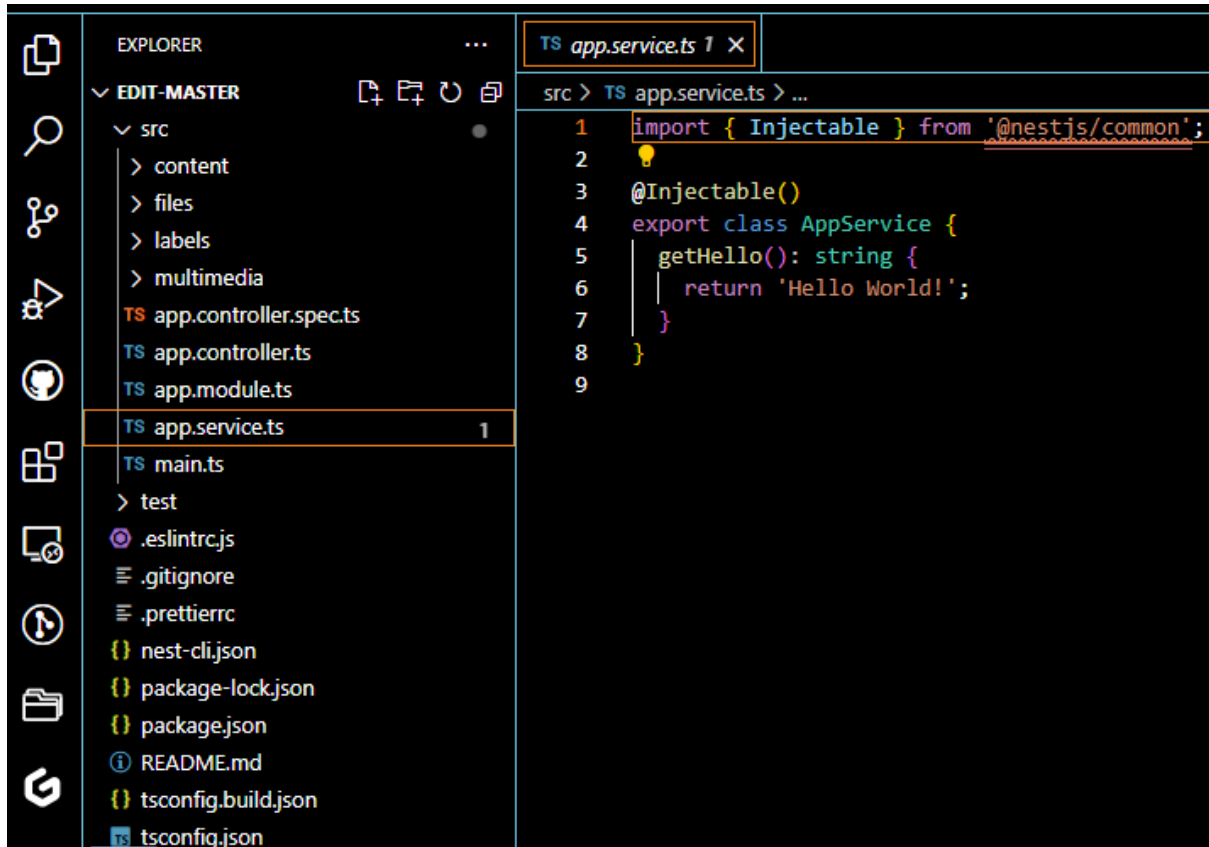 EXPLORER
EDIT-MASTER
src
content
files
labels
multimedia
TS app.controller.spec.ts
TS app.controller.ts
TS app.module.ts
TS app.service.ts 1
TS main.ts
test
.eslintrc.js
.gitignore
.prettierrc
{} nest-cli.json
{} package-lock.json
{} package.json
README.md
{} tsconfig.build.json
TS tsconfig.json
TS app.service.ts 1
src > TS app.service.ts > ...
1 import { Injectable } from '@nestjs/common';
2
3 @Injectable()
4 export class AppService {
5 getHello(): string {
6 return 'Hello World!';
7 }
8 }
9